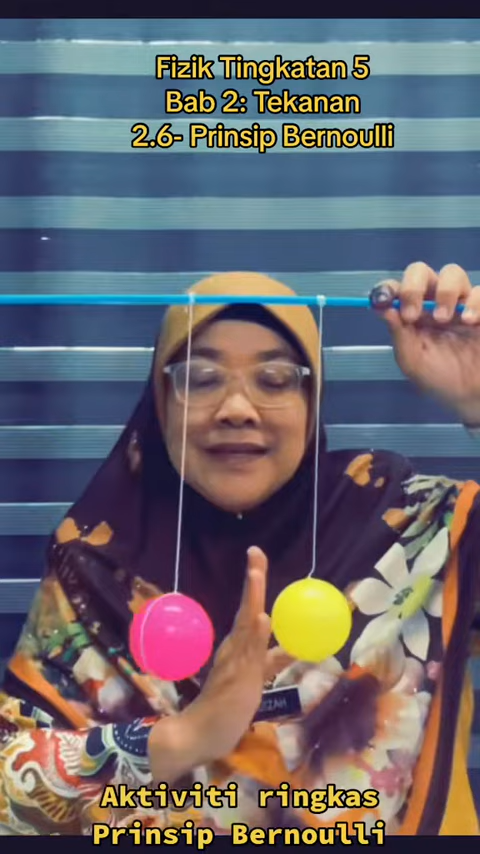 Fizik Tingkatan 5
Bab 2: Tekanan
2.6- Prinsip Bernoulli
Aktiviti ringkas
Prinsip Bernoulli